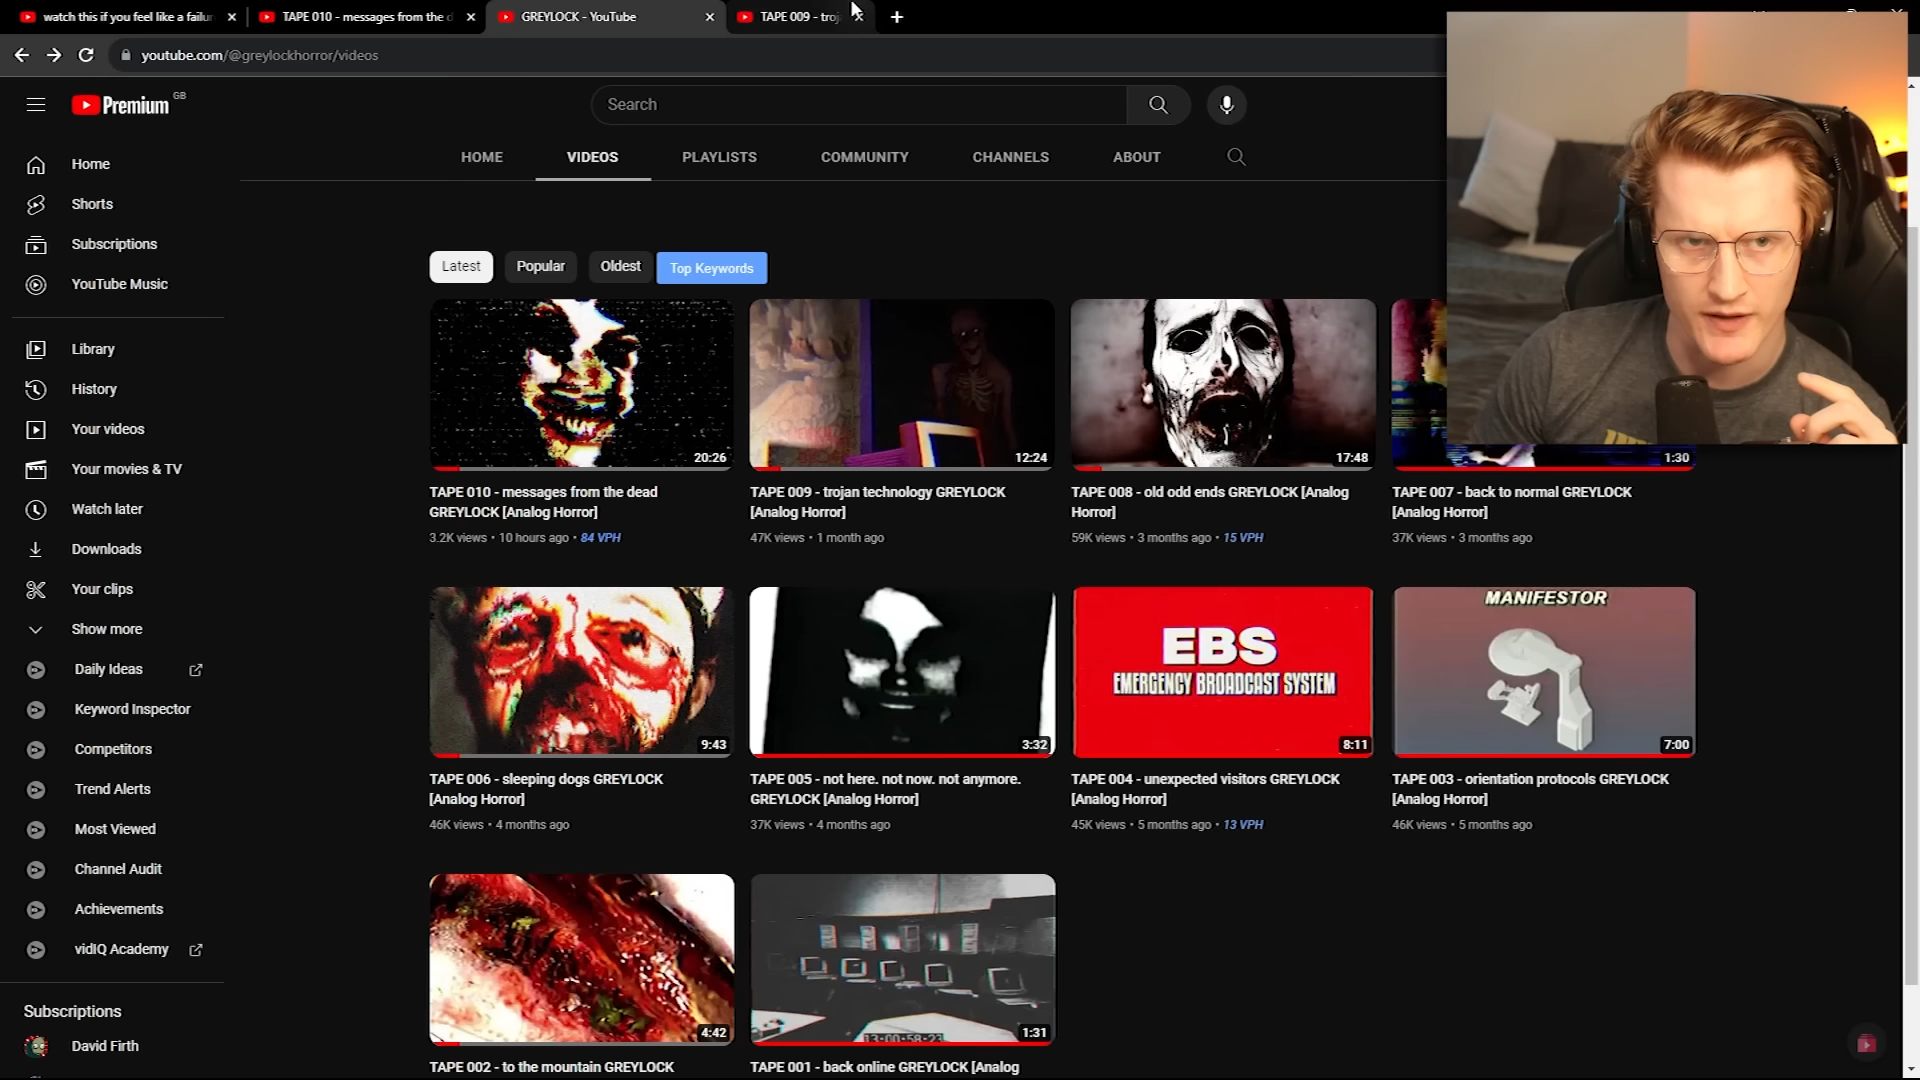 watch this if you feel like a failur
TAPE 010 - messages from the d
GREYLOCK - YouTube
TAPE 009 - troj
youtube.com/@greylockhorror/videos
Premium GB
Search
HOME
VIDEOS
PLAYLISTS
COMMUNITY
CHANNELS
ABOUT
Home
Shorts
Subscriptions
YouTube Music
Library
History
Your videos
Your movies & TV
Watch later
Downloads
Your clips
Show more
Daily Ideas
Keyword Inspector
Competitors
Trend Alerts
Most Viewed
Channel Audit
Achievements
vidIQ Academy
Subscriptions
David Firth
Latest
Popular
Oldest
Top Keywords
20:26
TAPE 010 - messages from the dead
GREYLOCK [Analog Horror]
3.2K views • 10 hours ago • 84 VPH
12:24
TAPE 009 - trojan technology GREYLOCK
[Analog Horror]
47K views • 1 month ago
17:48
TAPE 008 - old odd ends GREYLOCK [Analog
Horror]
59K views • 3 months ago • 15 VPH
1:30
TAPE 007 - back to normal GREYLOCK
[Analog Horror]
37K views • 3 months ago
9:43
TAPE 006 - sleeping dogs GREYLOCK
[Analog Horror]
46K views • 4 months ago
3:32
TAPE 005 - not here. not now. not anymore.
GREYLOCK [Analog Horror]
37K views • 4 months ago
EBS
EMERGENCY BROADCAST SYSTEM
8:11
TAPE 004 - unexpected visitors GREYLOCK
[Analog Horror]
45K views • 5 months ago • 13 VPH
MANIFESTOR
7:00
TAPE 003 - orientation protocols GREYLOCK
[Analog Horror]
46K views • 5 months ago
4:42
TAPE 002 - to the mountain GREYLOCK
13:00:58:23
1:31
TAPE 001 - back online GREYLOCK [Analog